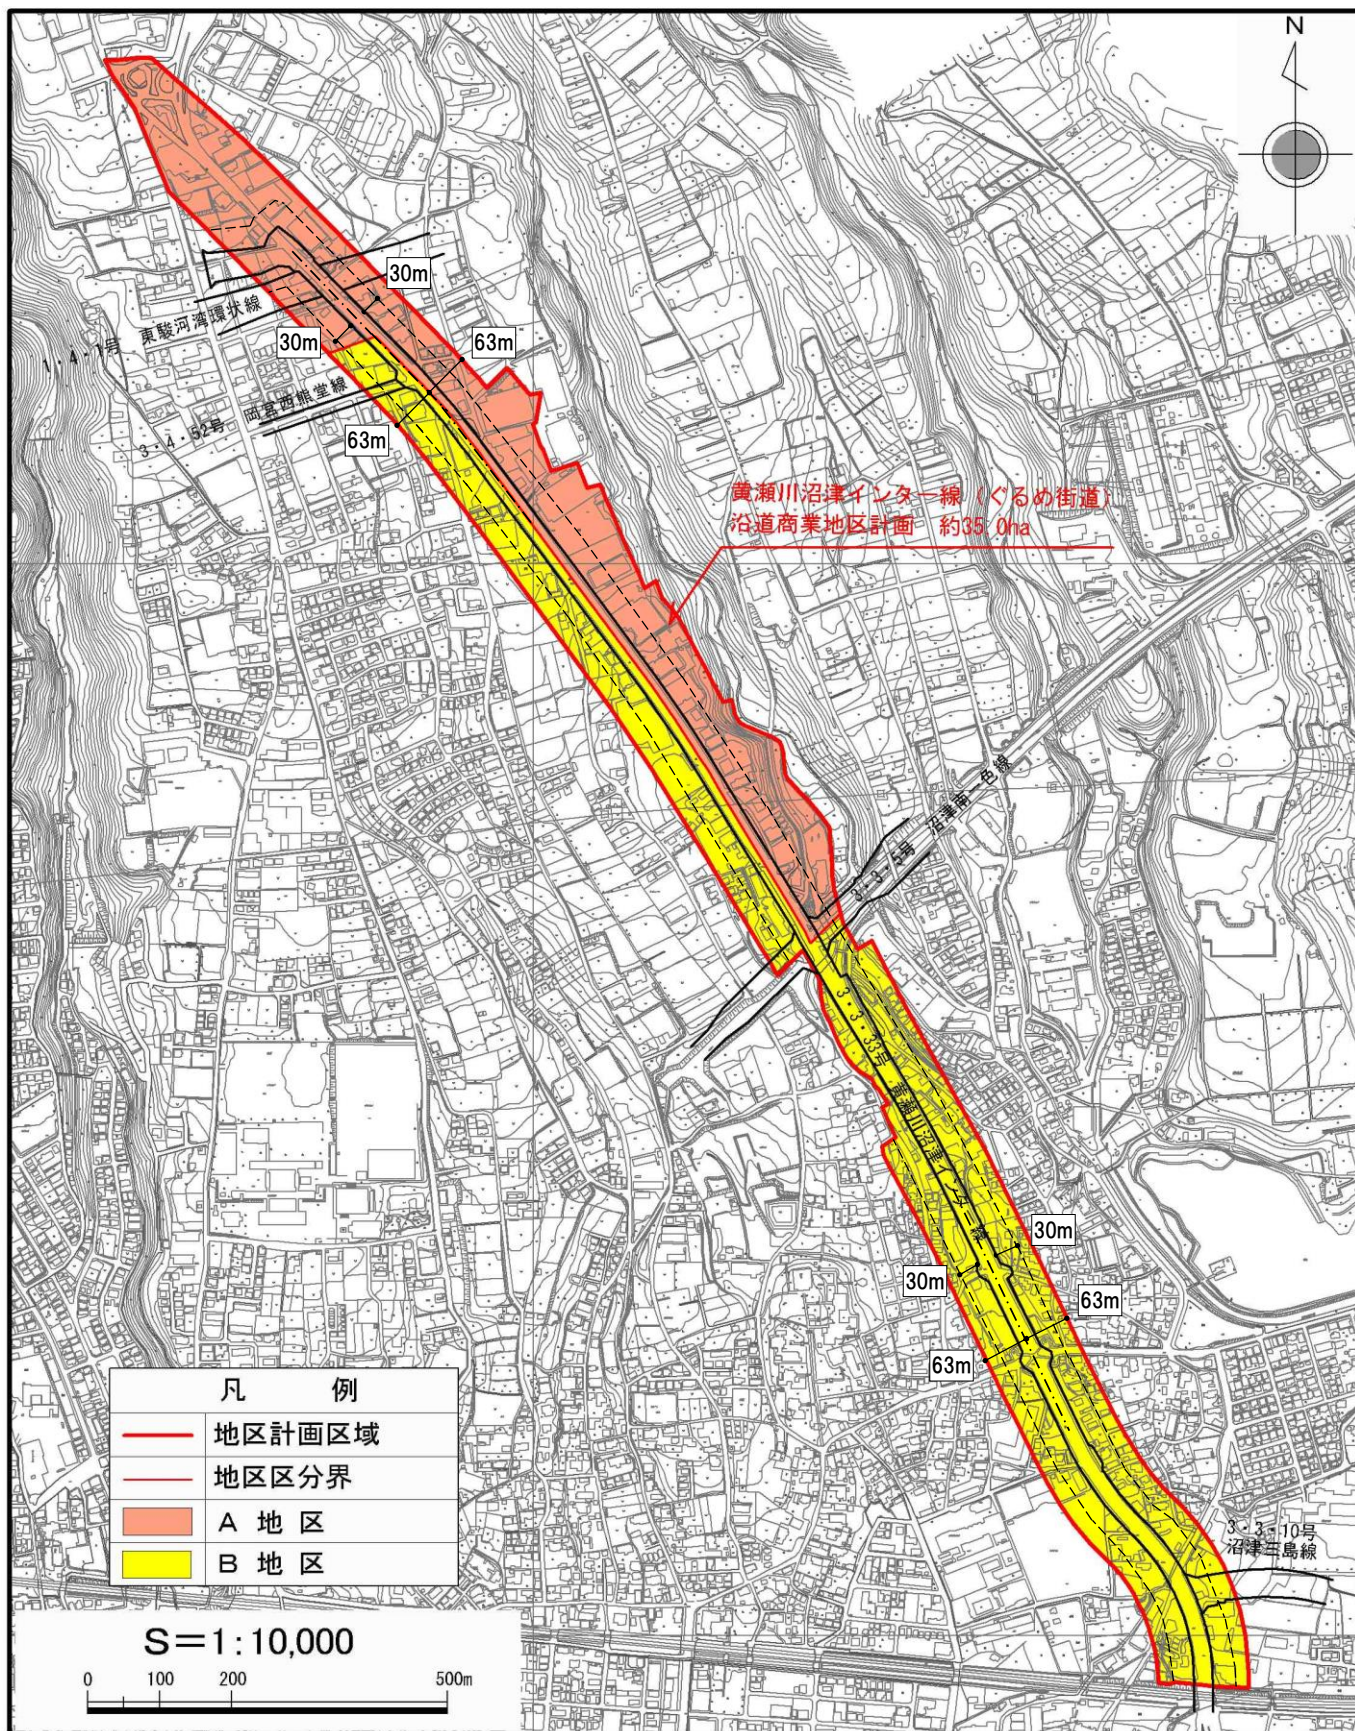 N
30m
1・4・1号 東駿河湾環状線
30m
63m
3・4・52号 岡宮西熊堂線
63m
黄瀬川沼津インター線（ぐるめ街道）
沿道商業地区計画 約35.0ha
3・3・5号 沼津南一色線
3・3・33号 黄瀬川沼津インター線
30m
30m
63m
63m
凡 例
地区計画区域
地区区分界
A 地 区
B 地 区
3・3・10号
沼津三島線
S=1:10,000
0 100 200 500m